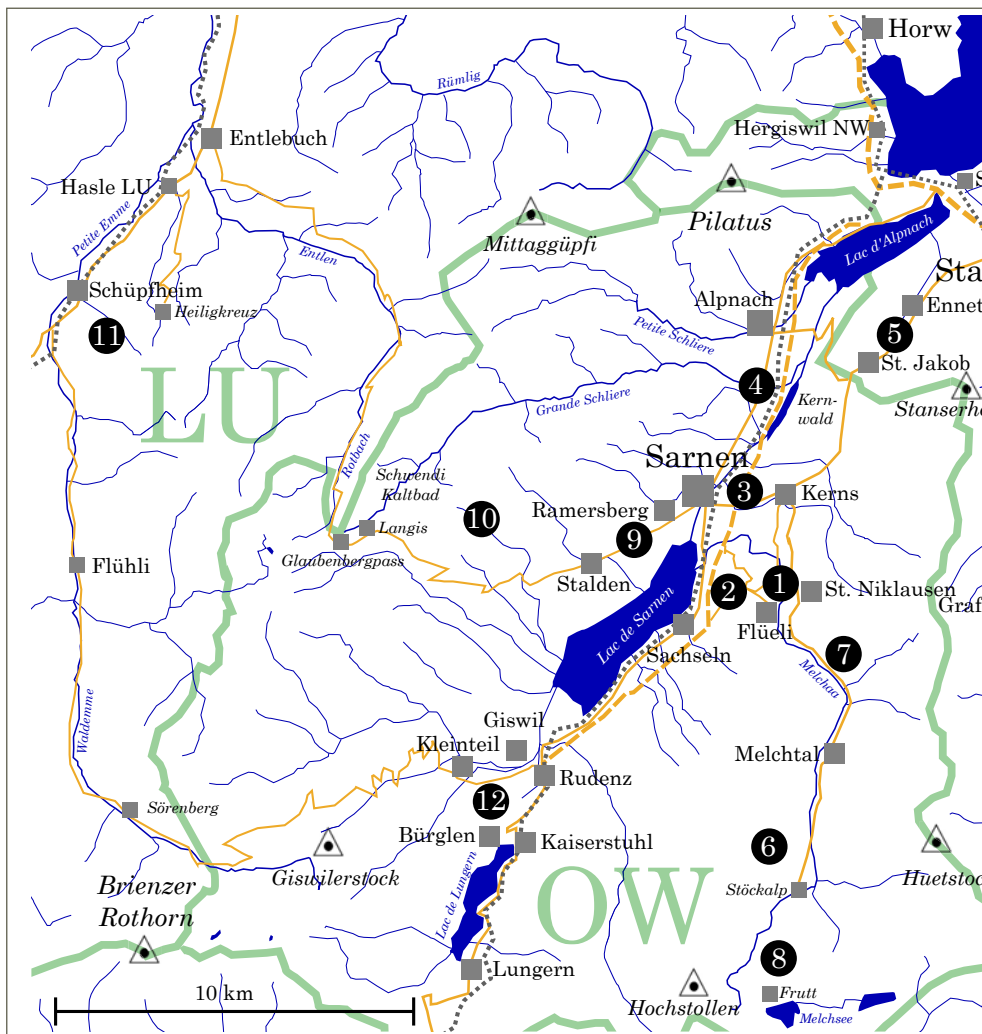 Horw
Rümlig
Entlebuch
Hergiswil NW
Hasle LU
S
Petite Emme
Pilatus
Mittaggüpfi
Entlen
Lac d'Alpnach
Sta
Schüpfheim
Heiligkreuz
Alpnach
Ennet
11
Petite Schliere
5
LU
St. Jakob
4
Grande Schliere
Kern-
wald
Stanserho
Rotbach
Schwendi
Kaltbad
Sarnen
3
Kerns
Ramersberg
10
Langis
Glaubenbergpass
9
Flühli
Stalden
2
1
St. Niklausen
Graf
Flüeli
Lac de Sarnen
Sachseln
7
Melchaa
Waldemme
Giswil
Kleinteil
Melchtal
Rudenz
12
Sörenberg
Bürglen
Kaiserstuhl
6
Giswilerstock
Huetstoc
Brienzer
Rothorn
Lac de Lungern
OW
Stöckalp
8
Lungern
10 km
Frutt
Hochstollen
Melchsee